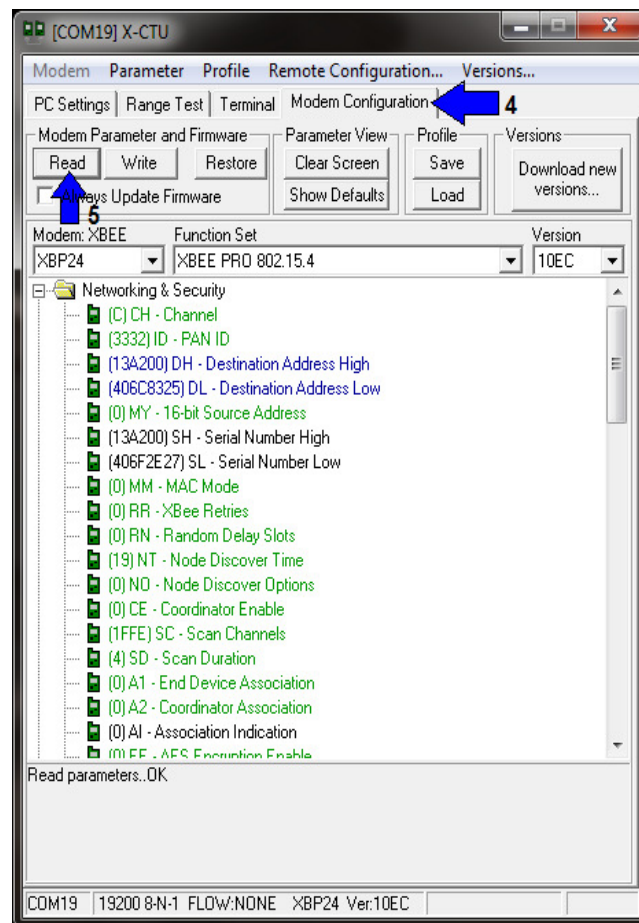 [COM19] X-CTU
Modem Parameter Profile Remote Configuration... Versions...
PC Settings Range Test Terminal Modem Configuration 4
Modem Parameter and Firmware Parameter View Profile Versions
Read Write Restore Clear Screen Save Download new versions...
Always Update Firmware Show Defaults Load
5
Modem: XBEE Function Set Version
XBP24 XBEE PRO 802.15.4 10EC
Networking & Security
(C) CH - Channel
(3332) ID - PAN ID
(13A200) DH - Destination Address High
(406C8325) DL - Destination Address Low
(0) MY - 16-bit Source Address
(13A200) SH - Serial Number High
(406F2E27) SL - Serial Number Low
(0) MM - MAC Mode
(0) RR - XBee Retries
(0) RN - Random Delay Slots
(19) NT - Node Discover Time
(0) NO - Node Discover Options
(0) CE - Coordinator Enable
(1FFE) SC - Scan Channels
(4) SD - Scan Duration
(0) A1 - End Device Association
(0) A2 - Coordinator Association
(0) AI - Association Indication
(0) EE - AES Encryption Enable
Read parameters..OK
COM19 19200 8-N-1 FLOW:NONE XBP24 Ver:10EC